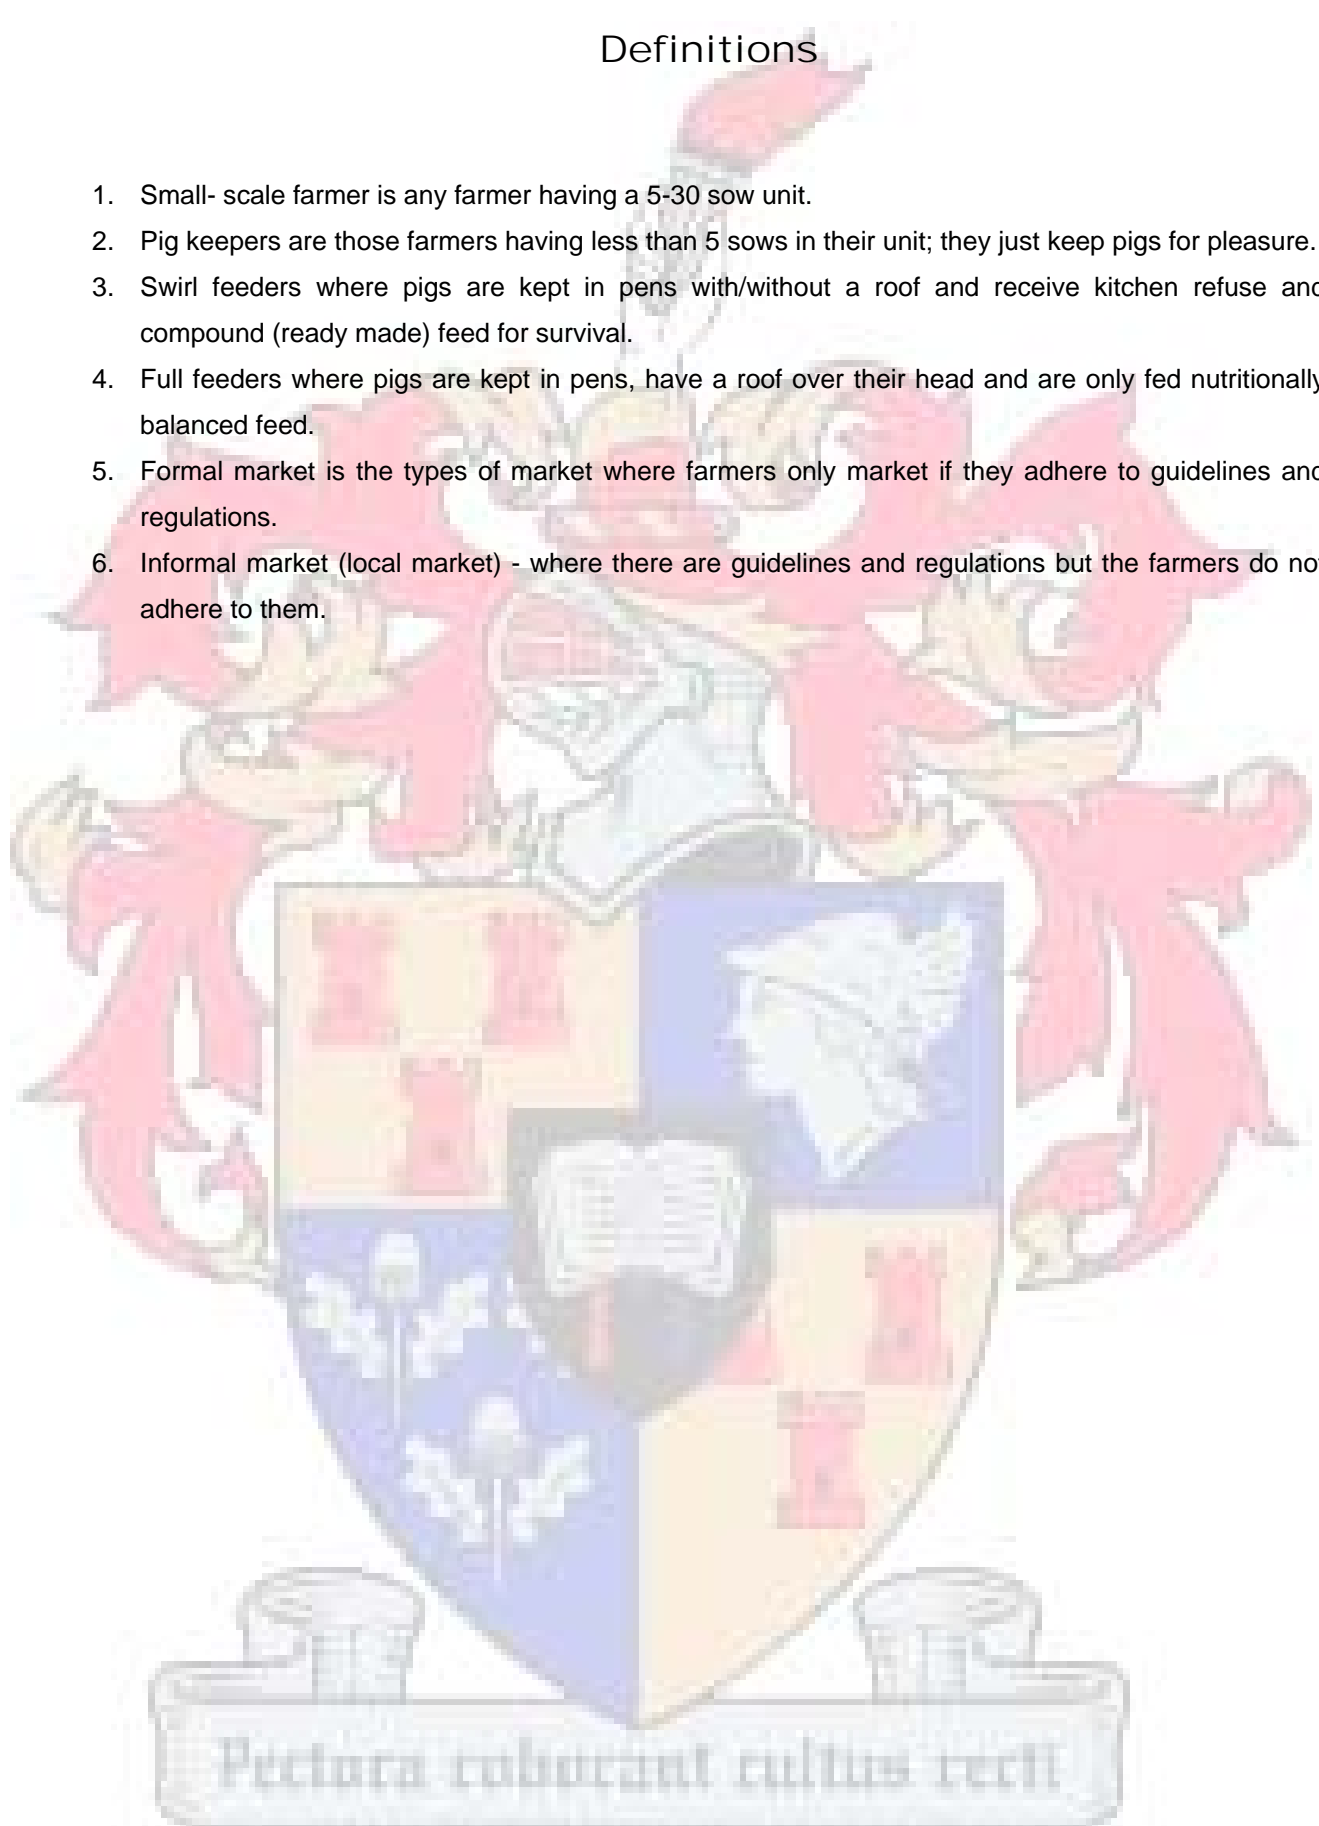 Definitions
1. Small- scale farmer is any farmer having a 5-30 sow unit.
2. Pig keepers are those farmers having less than 5 sows in their unit; they just keep pigs for pleasure.
3. Swirl feeders where pigs are kept in pens with/without a roof and receive kitchen refuse and
compound (ready made) feed for survival.
4. Full feeders where pigs are kept in pens, have a roof over their head and are only fed nutritionally
balanced feed.
5. Formal market is the types of market where farmers only market if they adhere to guidelines and
regulations.
6. Informal market (local market) - where there are guidelines and regulations but the farmers do not
adhere to them.
Pectora roborant cultus recti